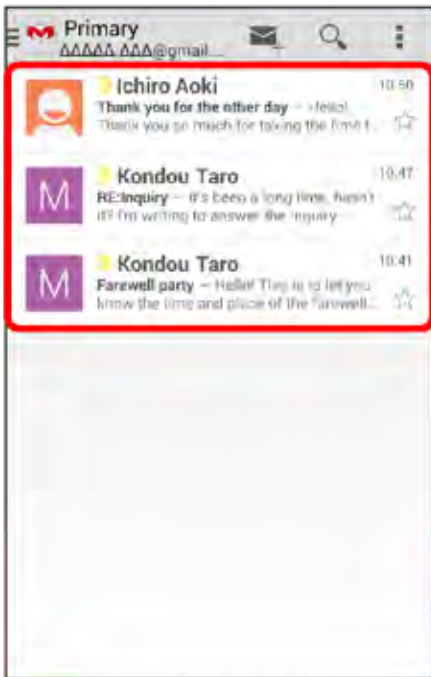 Primary
ΔΔΔΔΔ.ΔΔΔ@gmail...
Ichiro Aoki 10:50
Thank you for the other day – Hello!
Thank you so much for taking the time t...
M Kondou Taro 10:47
RE:Inquiry – It's been a long time, hasn't
it? I'm writing to answer the inquiry
M Kondou Taro 10:41
Farewell party – Hello! This is to let you
know the time and place of the farewell...